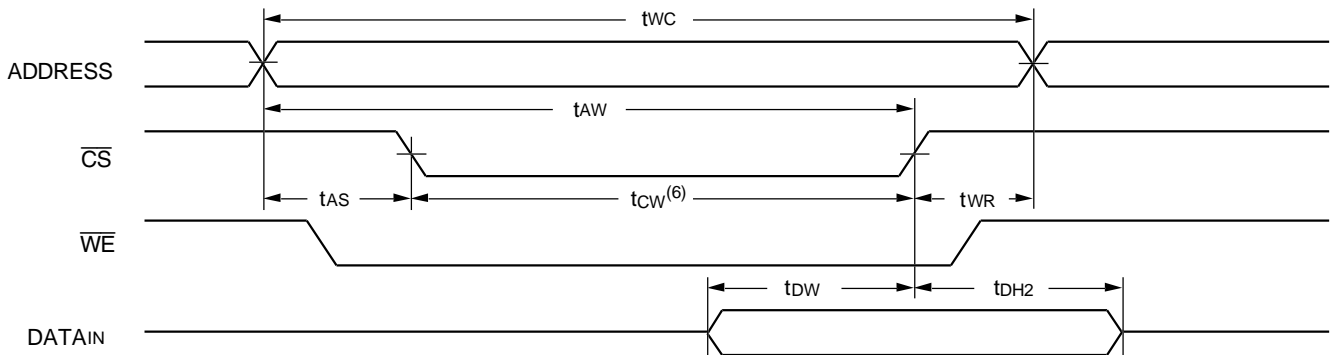 tWC
ADDRESS
tAW
CS
tAS
tCW(6)
tWR
WE
tDW
tDH2
DATAIN